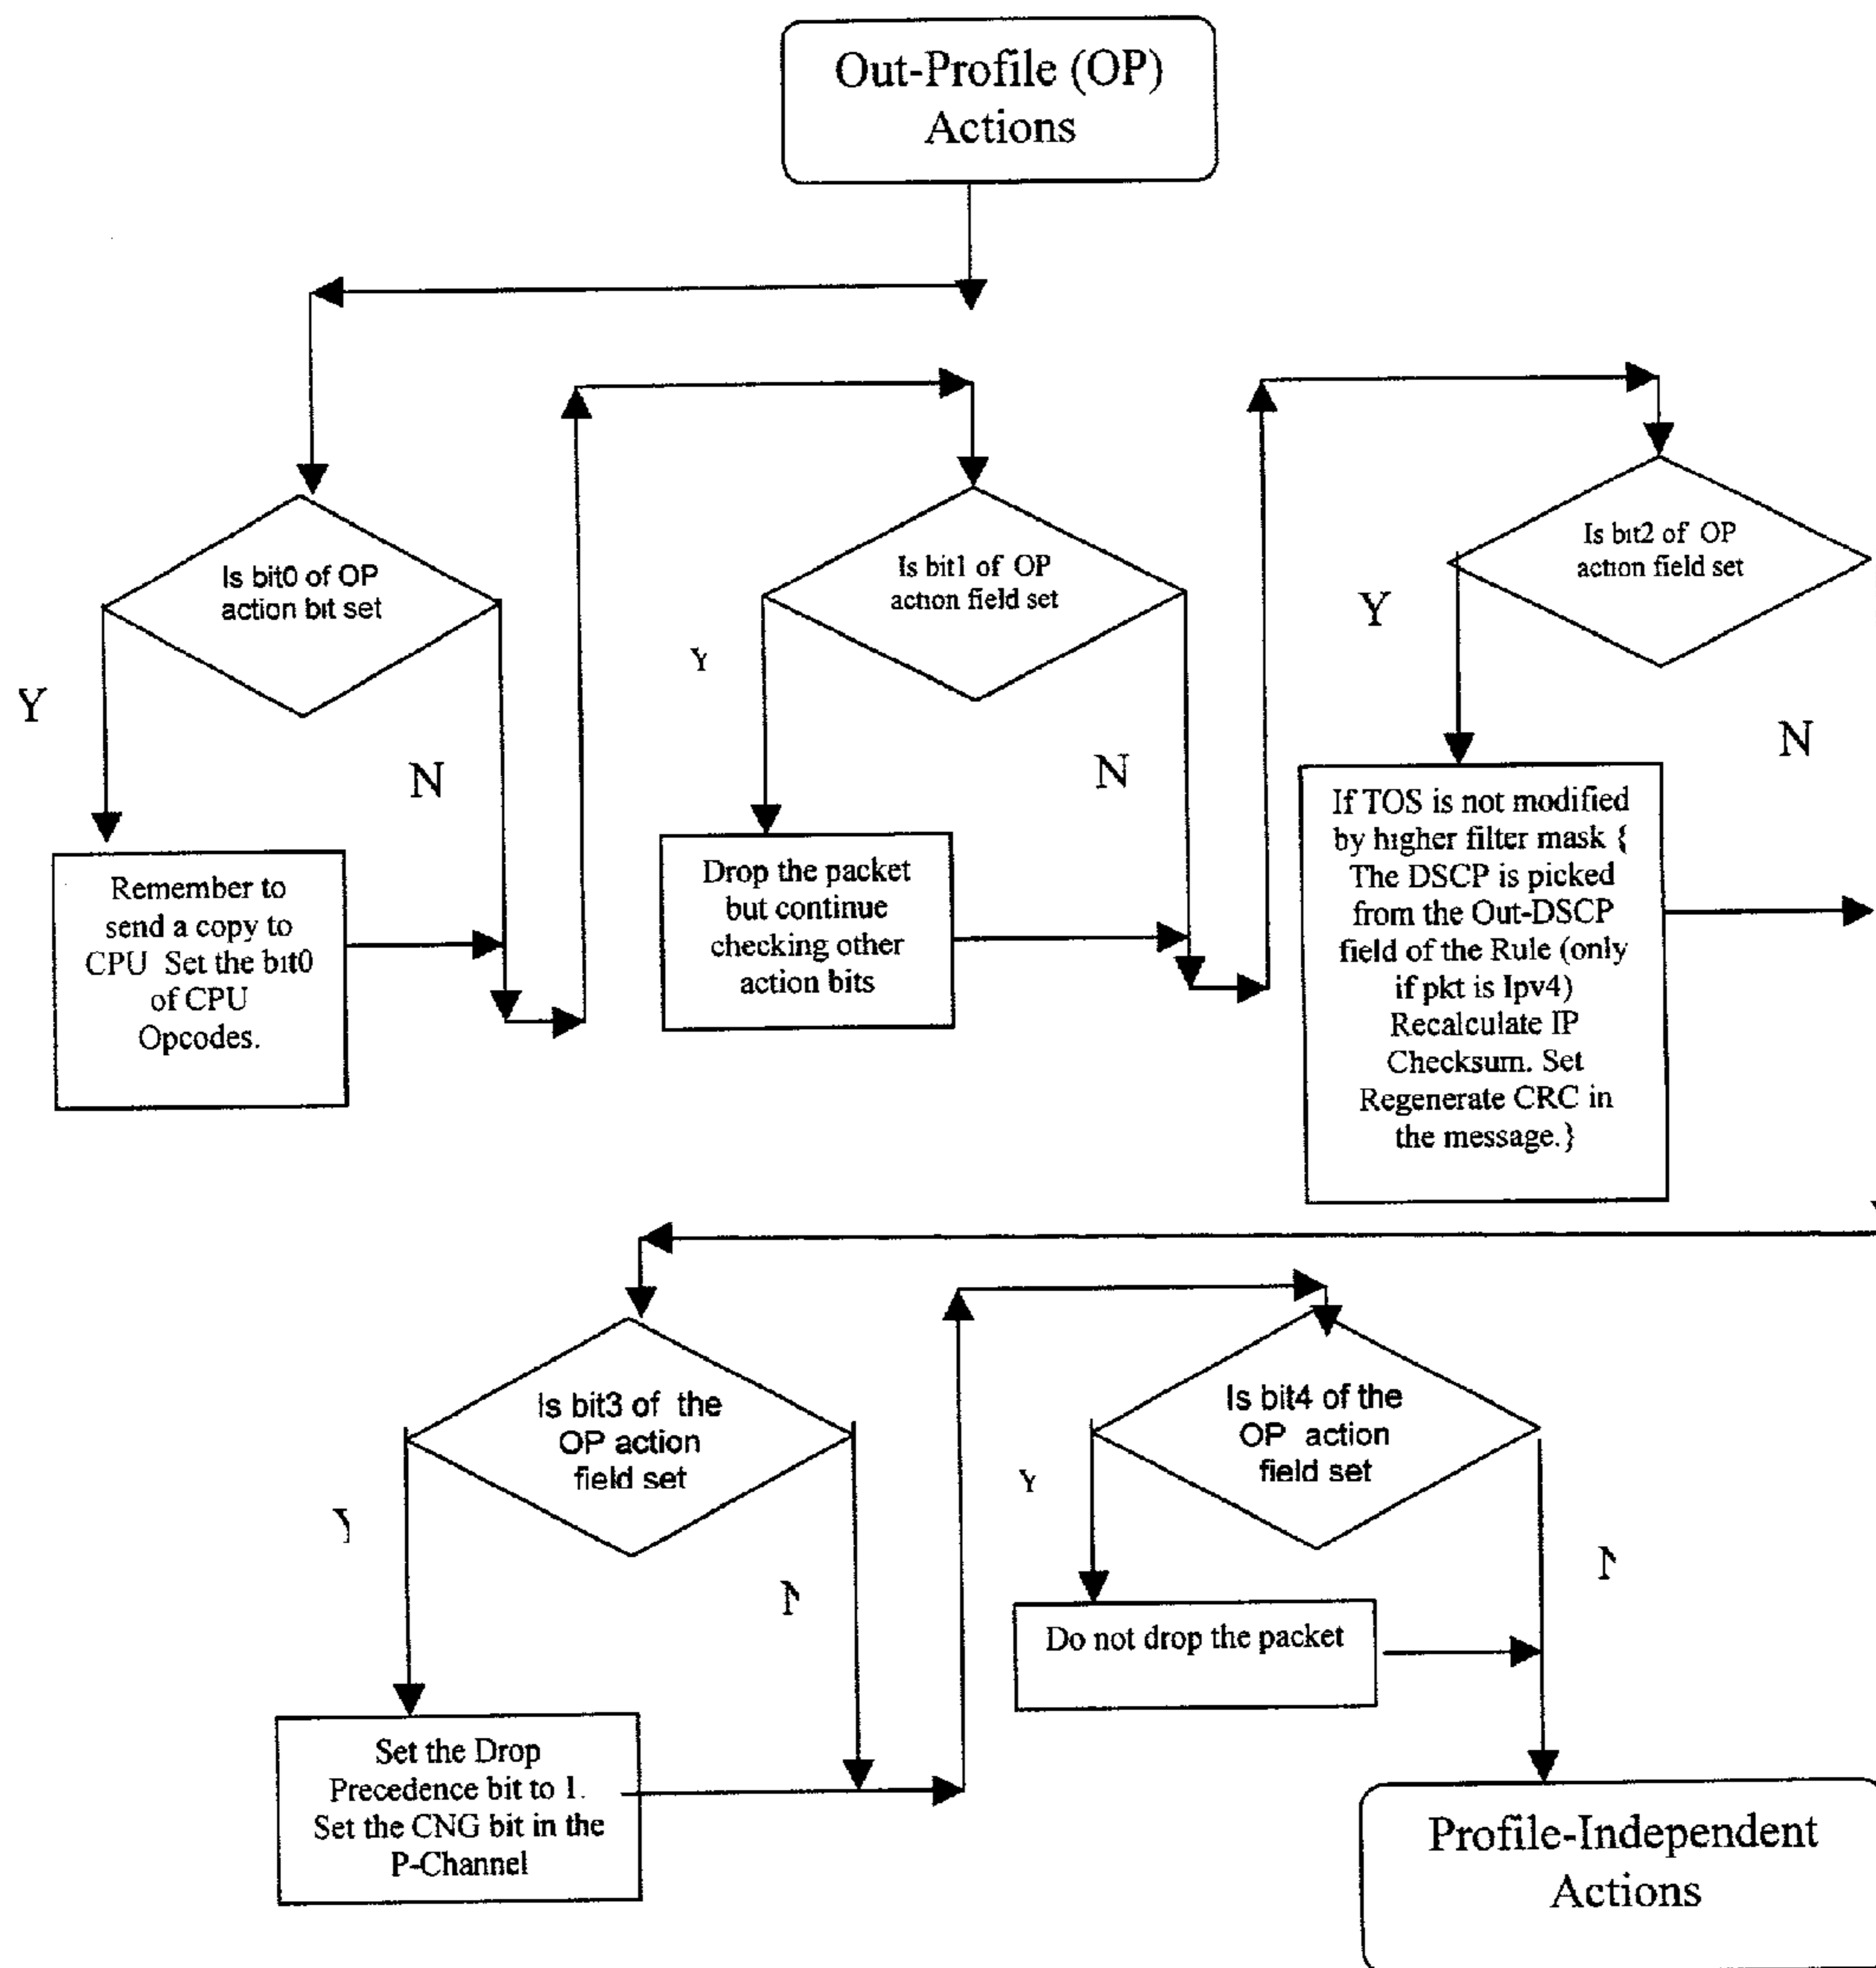 Out-Profile (OP)
Actions
Is bit0 of OP
action bit set
Y
N
Remember to
send a copy to
CPU Set the bit0
of CPU
Opcodes.
Is bit1 of OP
action field set
Y
N
Drop the packet
but continue
checking other
action bits
Is bit2 of OP
action field set
Y
N
If TOS is not modified
by higher filter mask {
The DSCP is picked
from the Out-DSCP
field of the Rule (only
if pkt is Ipv4)
Recalculate IP
Checksum. Set
Regenerate CRC in
the message.}
Is bit3 of the
OP action
field set
Y
N
Set the Drop
Precedence bit to 1.
Set the CNG bit in the
P-Channel
Is bit4 of the
OP action
field set
Y
N
Do not drop the packet
Profile-Independent
Actions